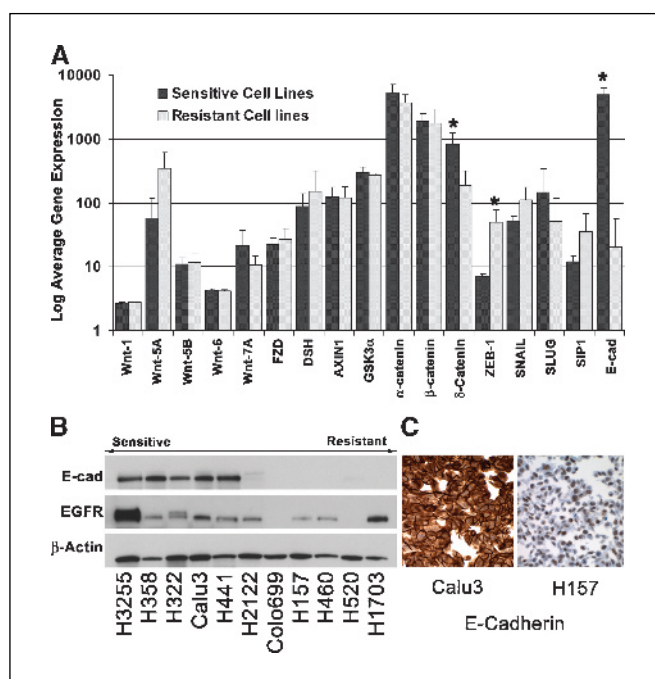 A
10000
1000
100
10
1
Log Average Gene Expression
Sensitive Cell Lines
Resistant Cell lines
*
*
*
Wnt-1
Wnt-5A
Wnt-5B
Wnt-6
Wnt-7A
FZD
DSH
AXIN1
GSK3α
α-catenin
β-catenin
δ-Catenin
ZEB-1
SNAIL
SLUG
SIP1
E-cad
B
Sensitive
Resistant
E-cad
EGFR
β-Actin
H3255
H358
H322
Calu3
H441
H2122
Colo699
H157
H460
H520
H1703
C
Calu3
H157
E-Cadherin